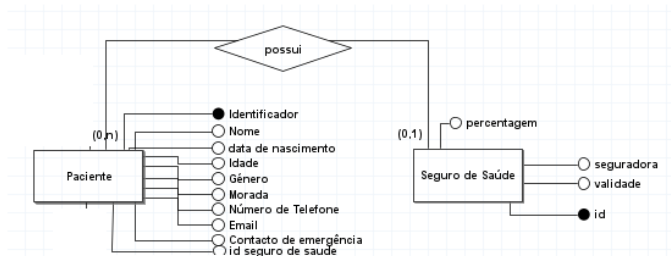 possui
Identificador
Nome
data de nascimento
Idade
Género
Morada
Número de Telefone
Email
Contacto de emergência
id seguro de saude
(0,n)
Paciente
(0,1)
percentagem
Seguro de Saúde
seguradora
validade
id